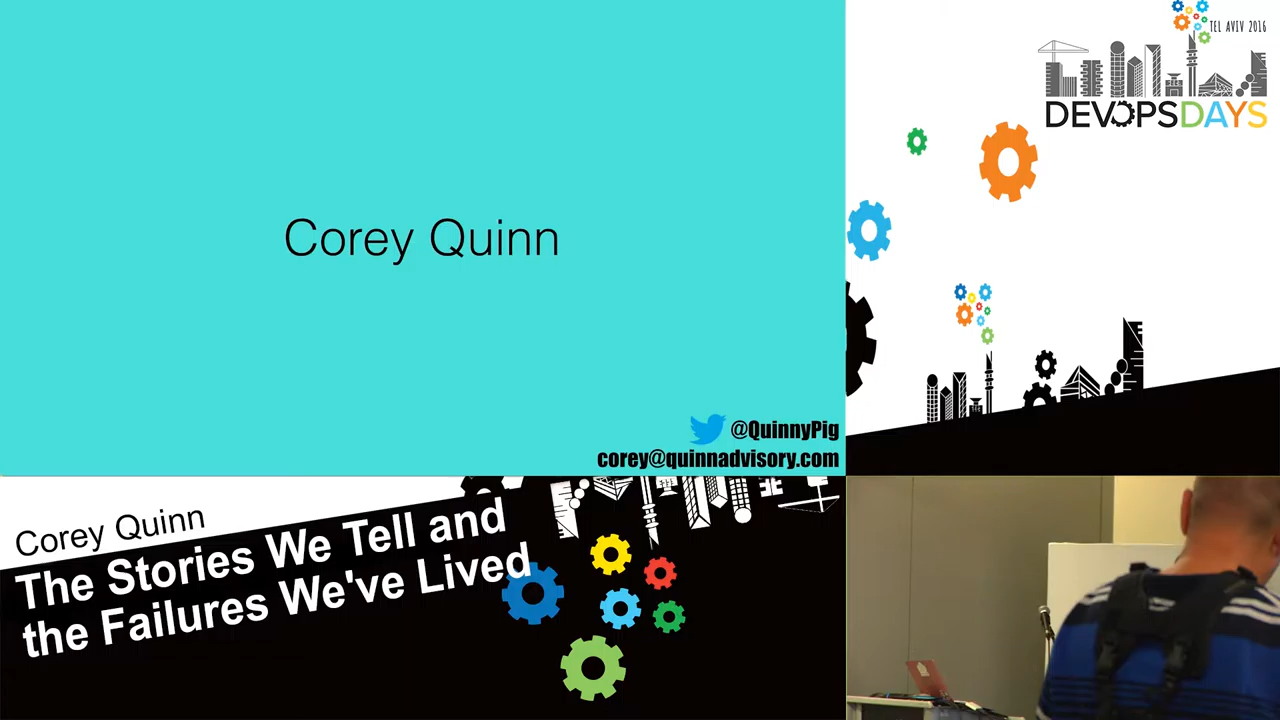 Corey Quinn
@QuinnyPig
corey@quinnadvisory.com
TEL AVIV 2016
DEVOPSDAYS
Corey Quinn
The Stories We Tell and
the Failures We've Lived